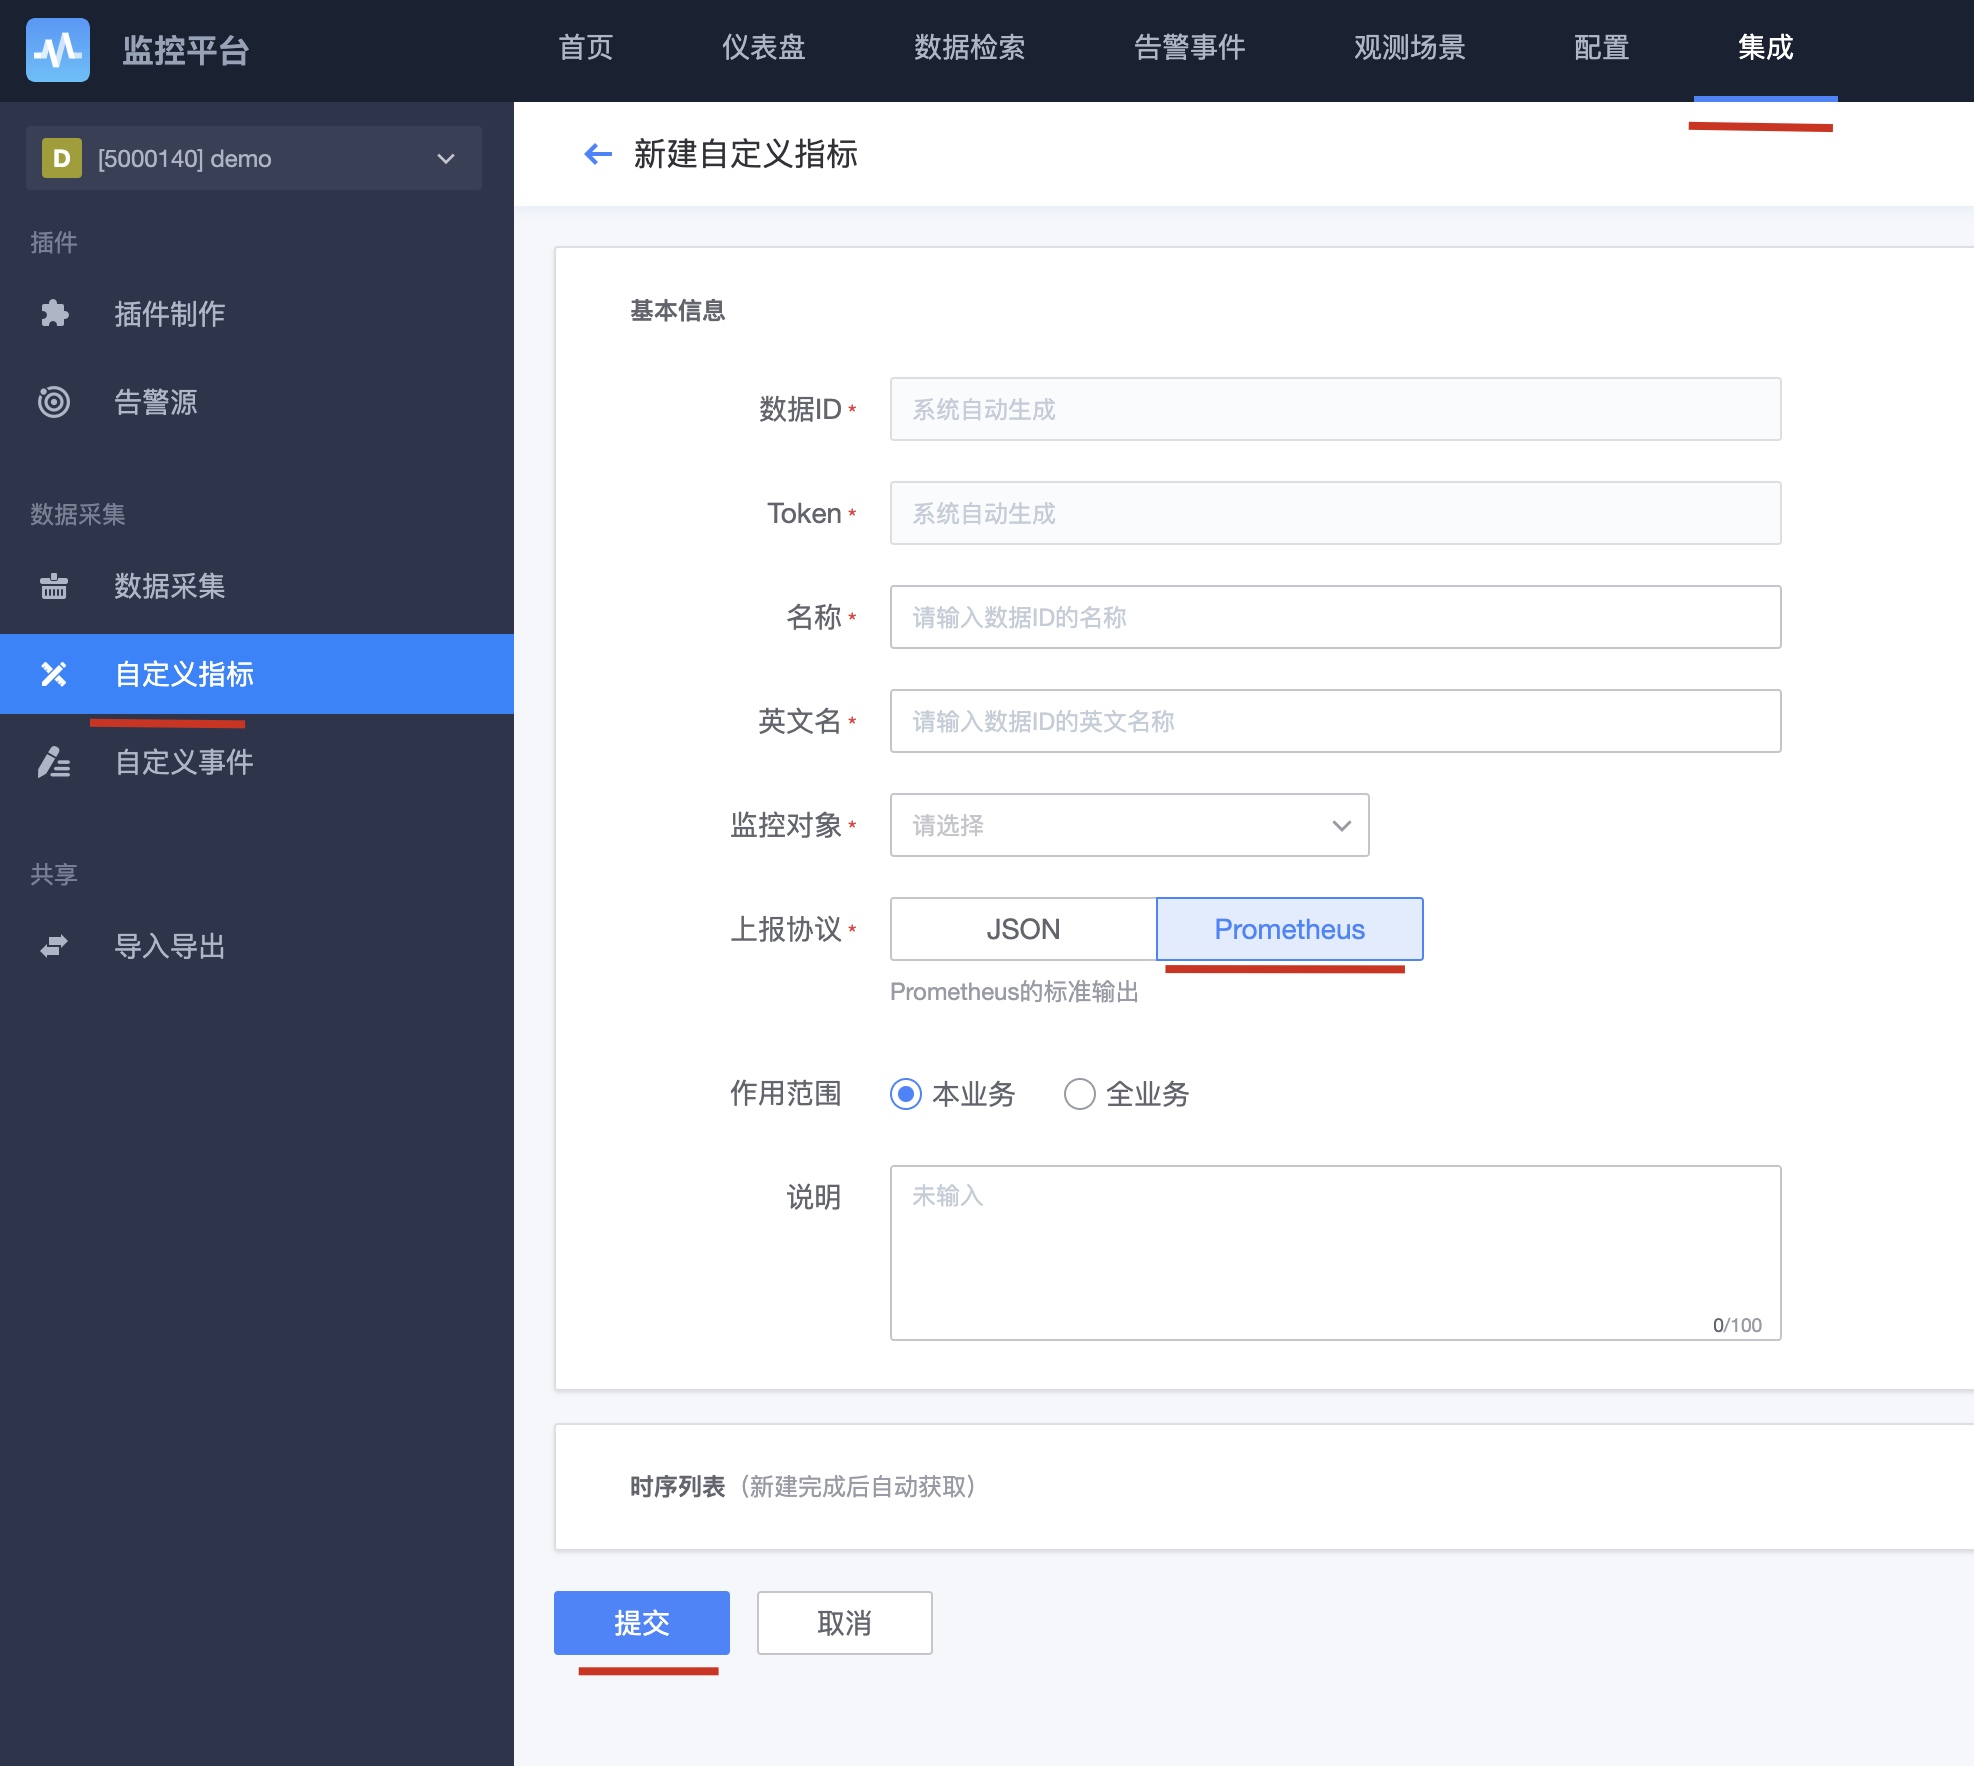 监控平台
首页 仪表盘 数据检索 告警事件 观测场景 配置 集成
D [5000140] demo
插件
插件制作
告警源
数据采集
数据采集
自定义指标
自定义事件
共享
导入导出
新建自定义指标
基本信息
数据ID * 系统自动生成
Token * 系统自动生成
名称 * 请输入数据ID的名称
英文名 * 请输入数据ID的英文名称
监控对象 * 请选择
上报协议 * JSON Prometheus
Prometheus的标准输出
作用范围 本业务 全业务
说明 未输入
0/100
时序列表（新建完成后自动获取）
提交 取消